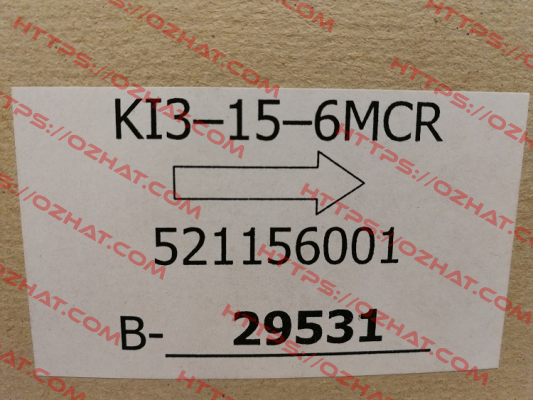 KI3-15-6MCR
521156001
B- 29531
HTTPS://OZHAT.COM